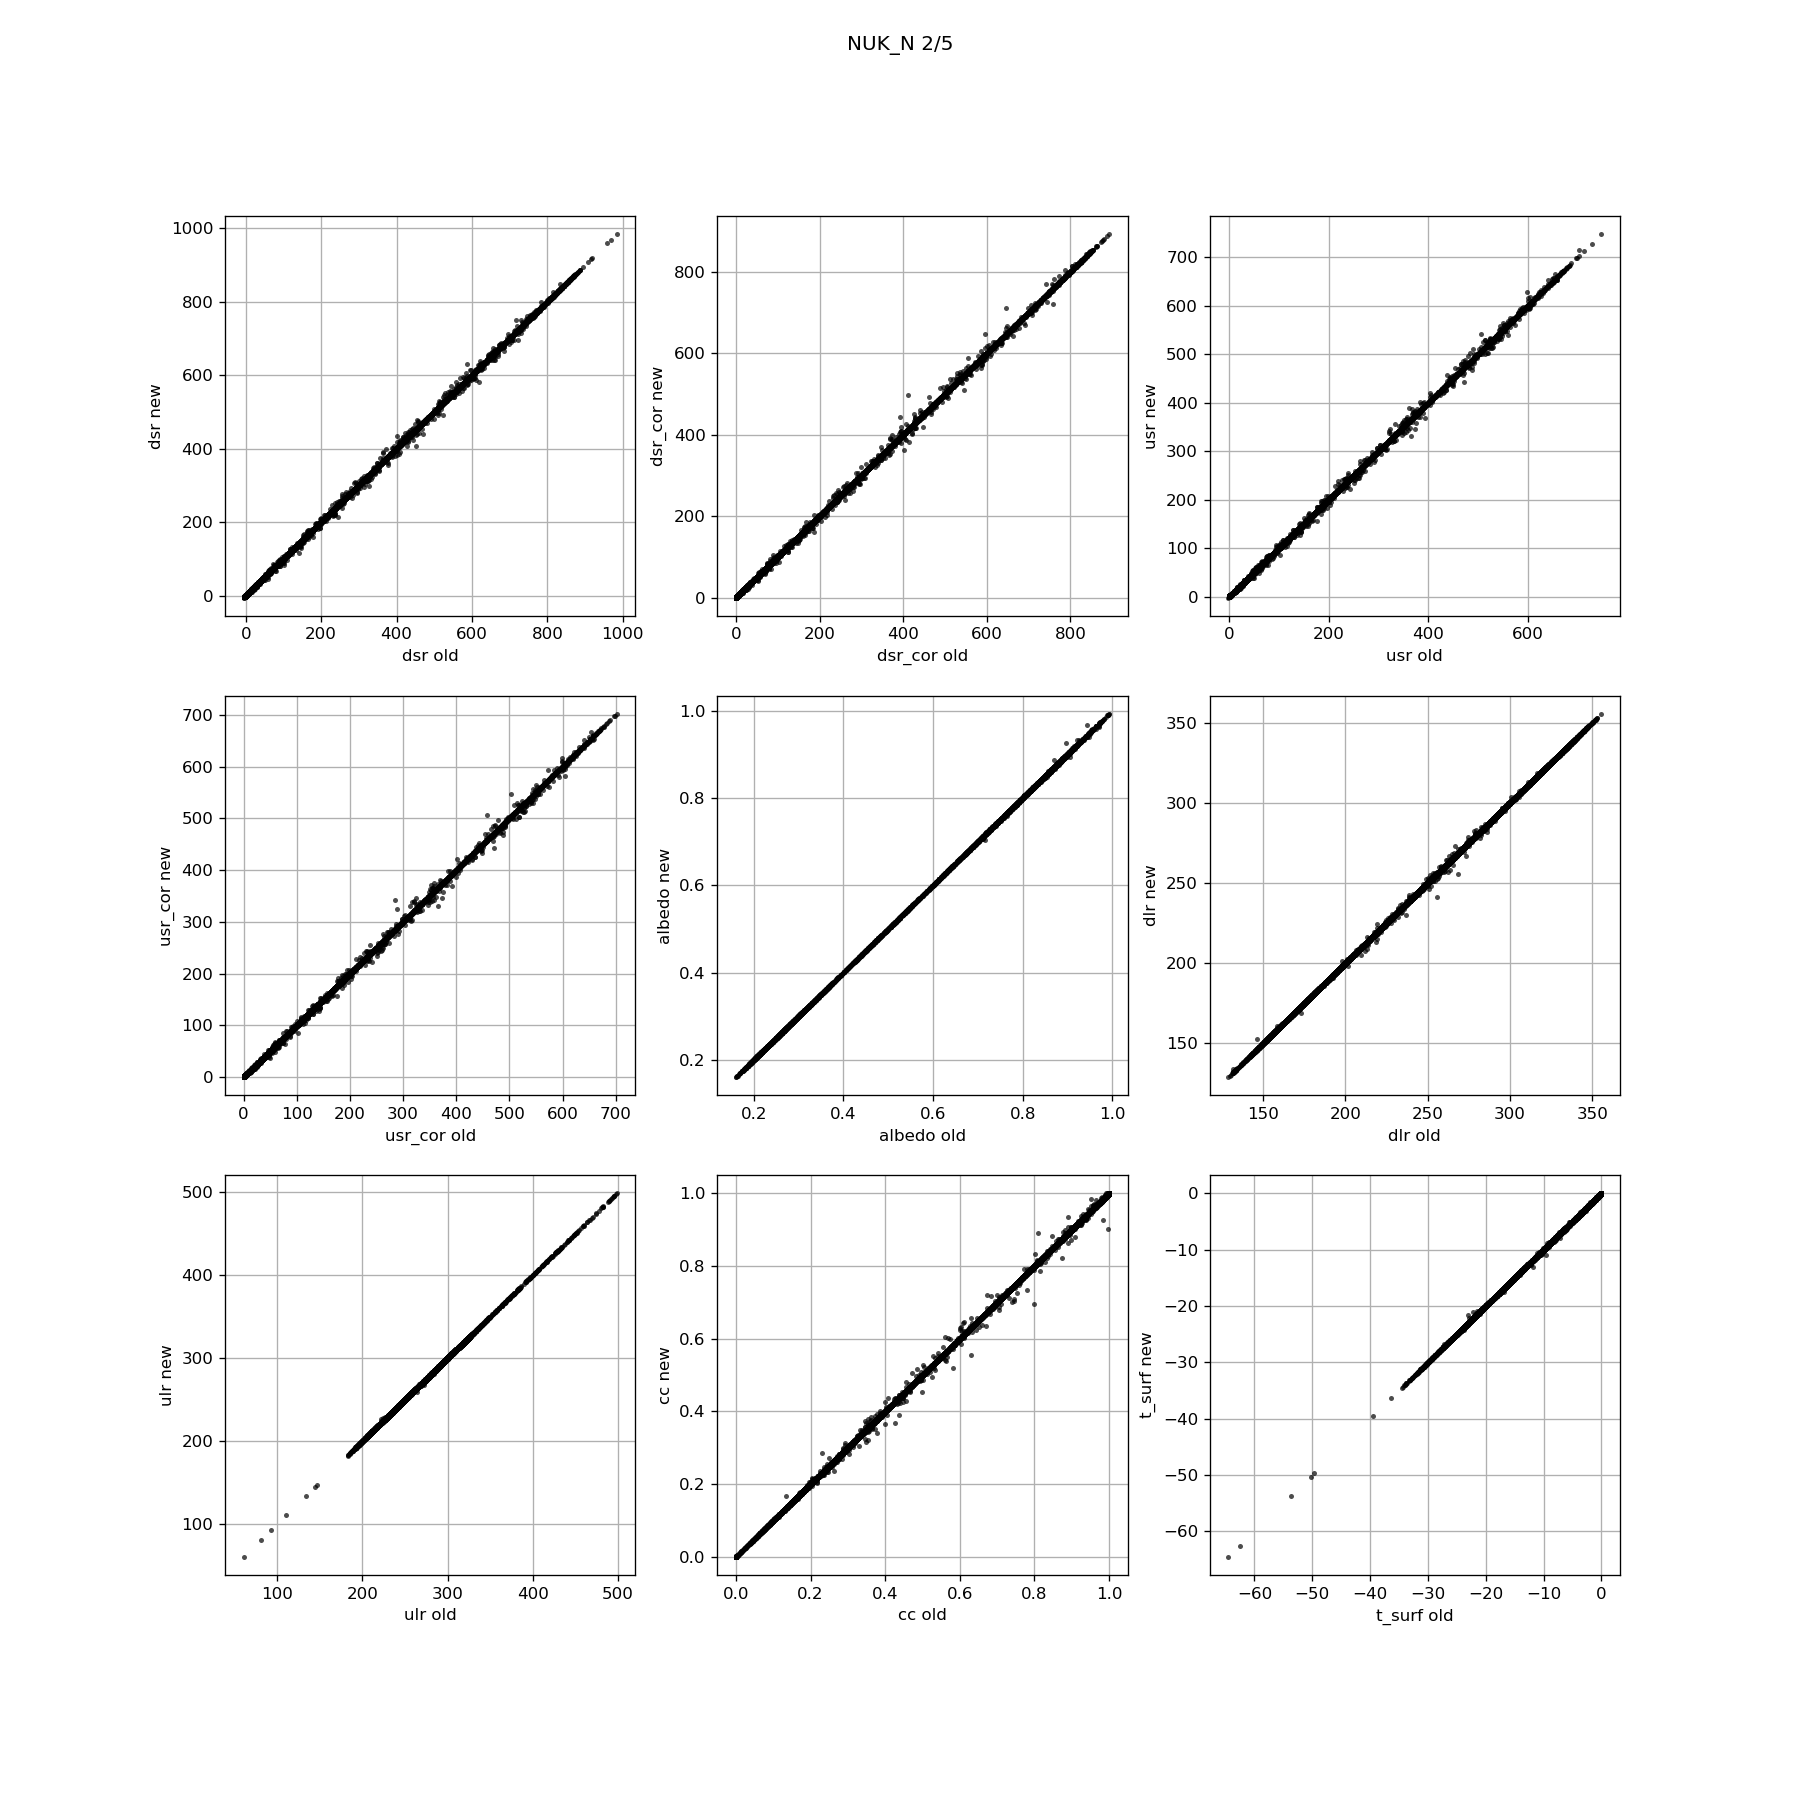 NUK_N 2/5
1000
800
600
400
200
0
dsr new
0 200 400 600 800 1000
dsr old
800
600
400
200
0
dsr_cor new
0 200 400 600 800
dsr_cor old
700
600
500
400
300
200
100
0
usr new
0 200 400 600
usr old
700
600
500
400
300
200
100
0
usr_cor new
0 100 200 300 400 500 600 700
usr_cor old
1.0
0.8
0.6
0.4
0.2
albedo new
0.2 0.4 0.6 0.8 1.0
albedo old
350
300
250
200
150
dlr new
150 200 250 300 350
dlr old
500
400
300
200
100
ulr new
100 200 300 400 500
ulr old
1.0
0.8
0.6
0.4
0.2
0.0
cc new
0.0 0.2 0.4 0.6 0.8 1.0
cc old
0
−10
−20
−30
−40
−50
−60
t_surf new
−60 −50 −40 −30 −20 −10 0
t_surf old